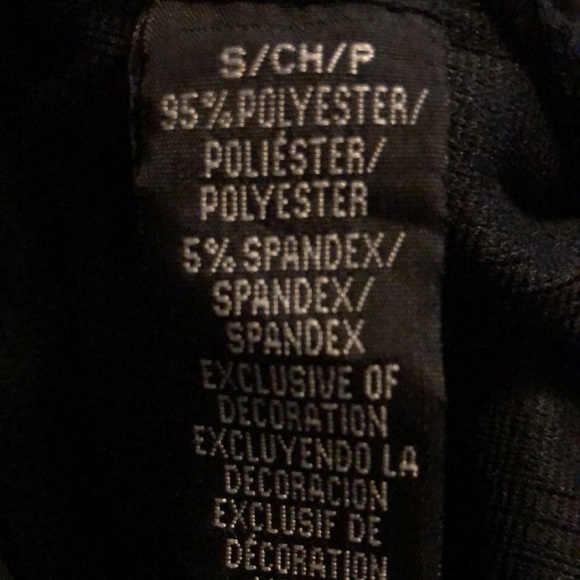 S/CH/P
95% POLYESTER/
POLIÉSTER/
POLYESTER
5% SPANDEX/
SPANDEX/
SPANDEX
EXCLUSIVE OF
DECORATION
EXCLUYENDO LA
DECORACION
EXCLUSIF DE
DÉCORATION